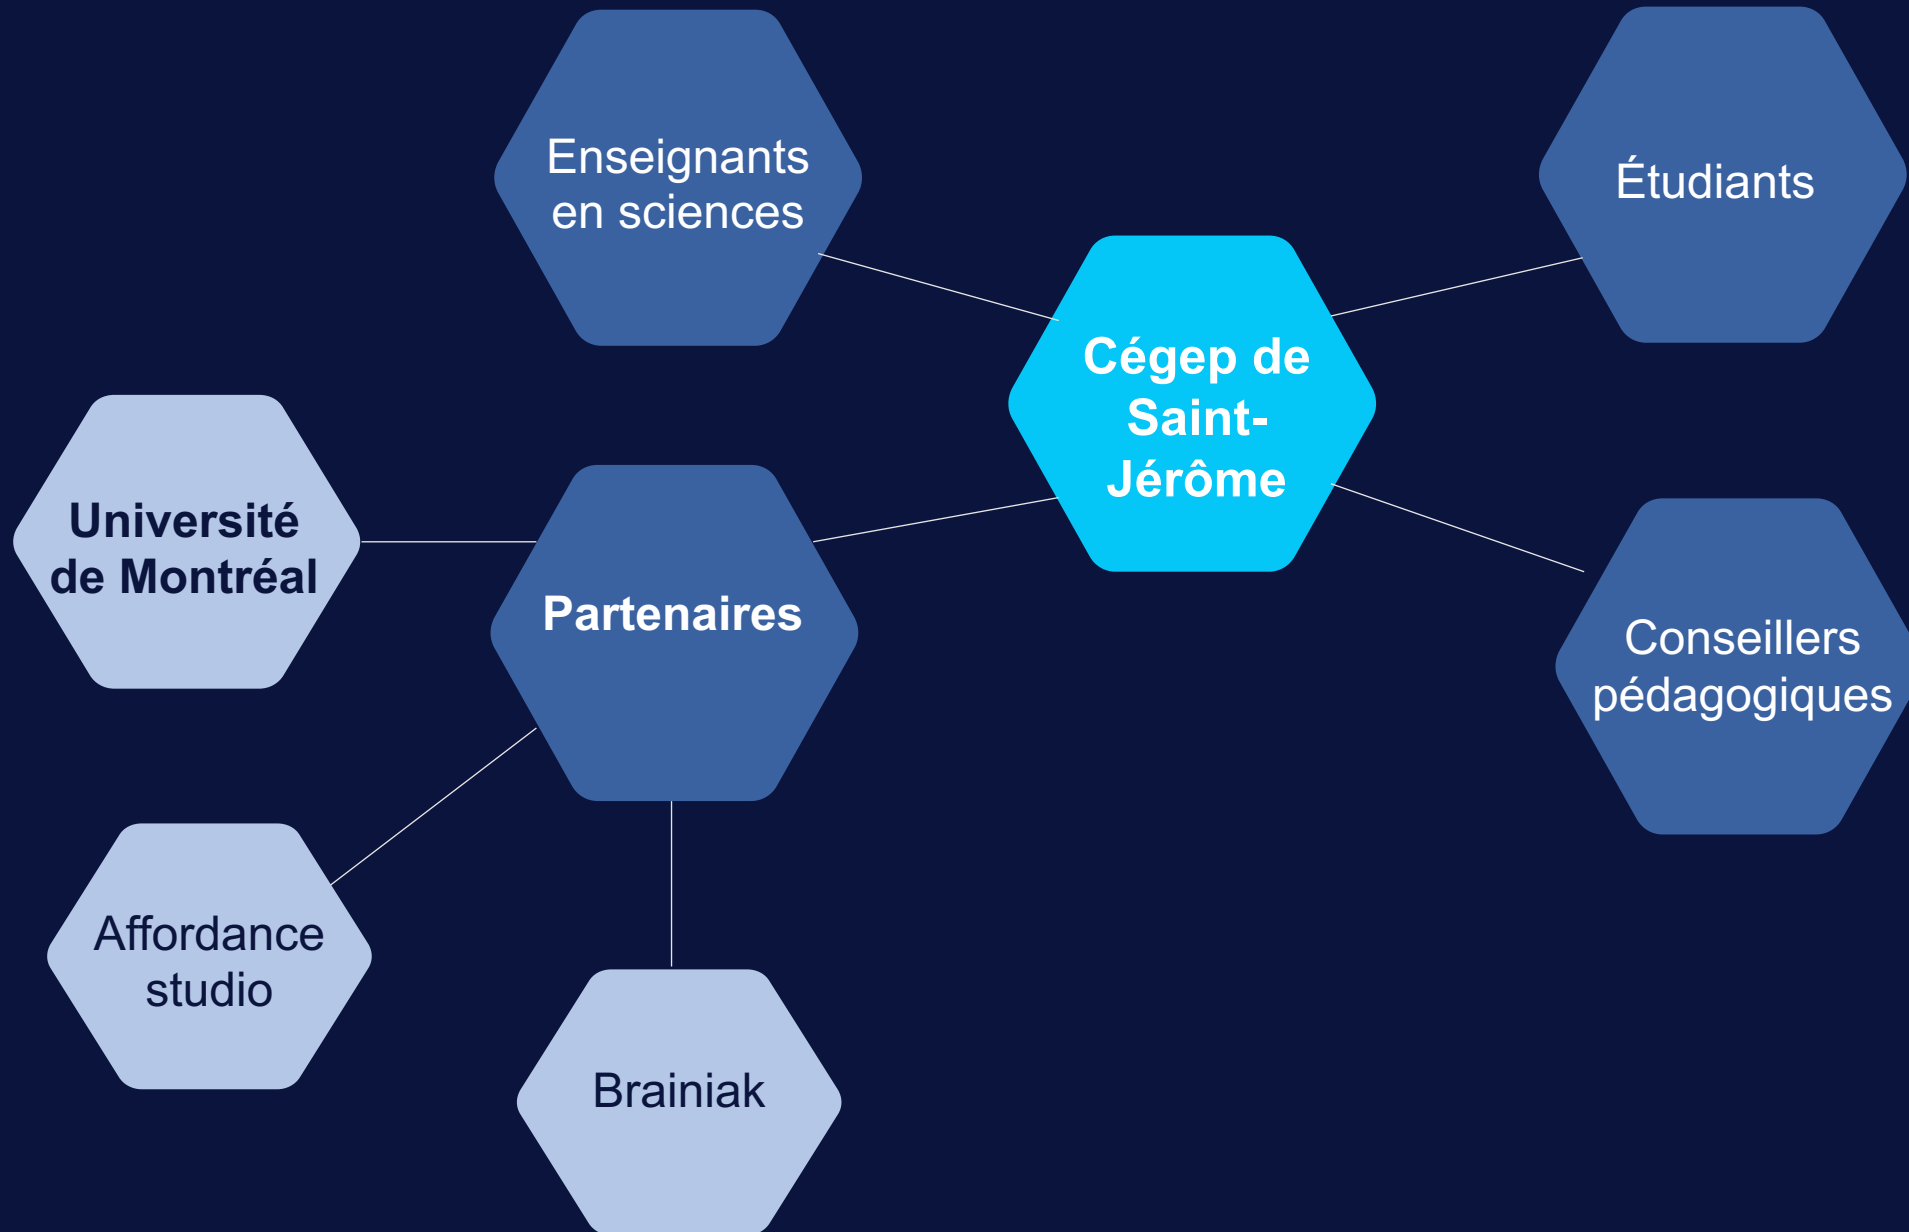 Enseignants
en sciences
Étudiants
Cégep de
Saint-
Jérôme
Université
de Montréal
Partenaires
Conseillers
pédagogiques
Affordance
studio
Brainiak